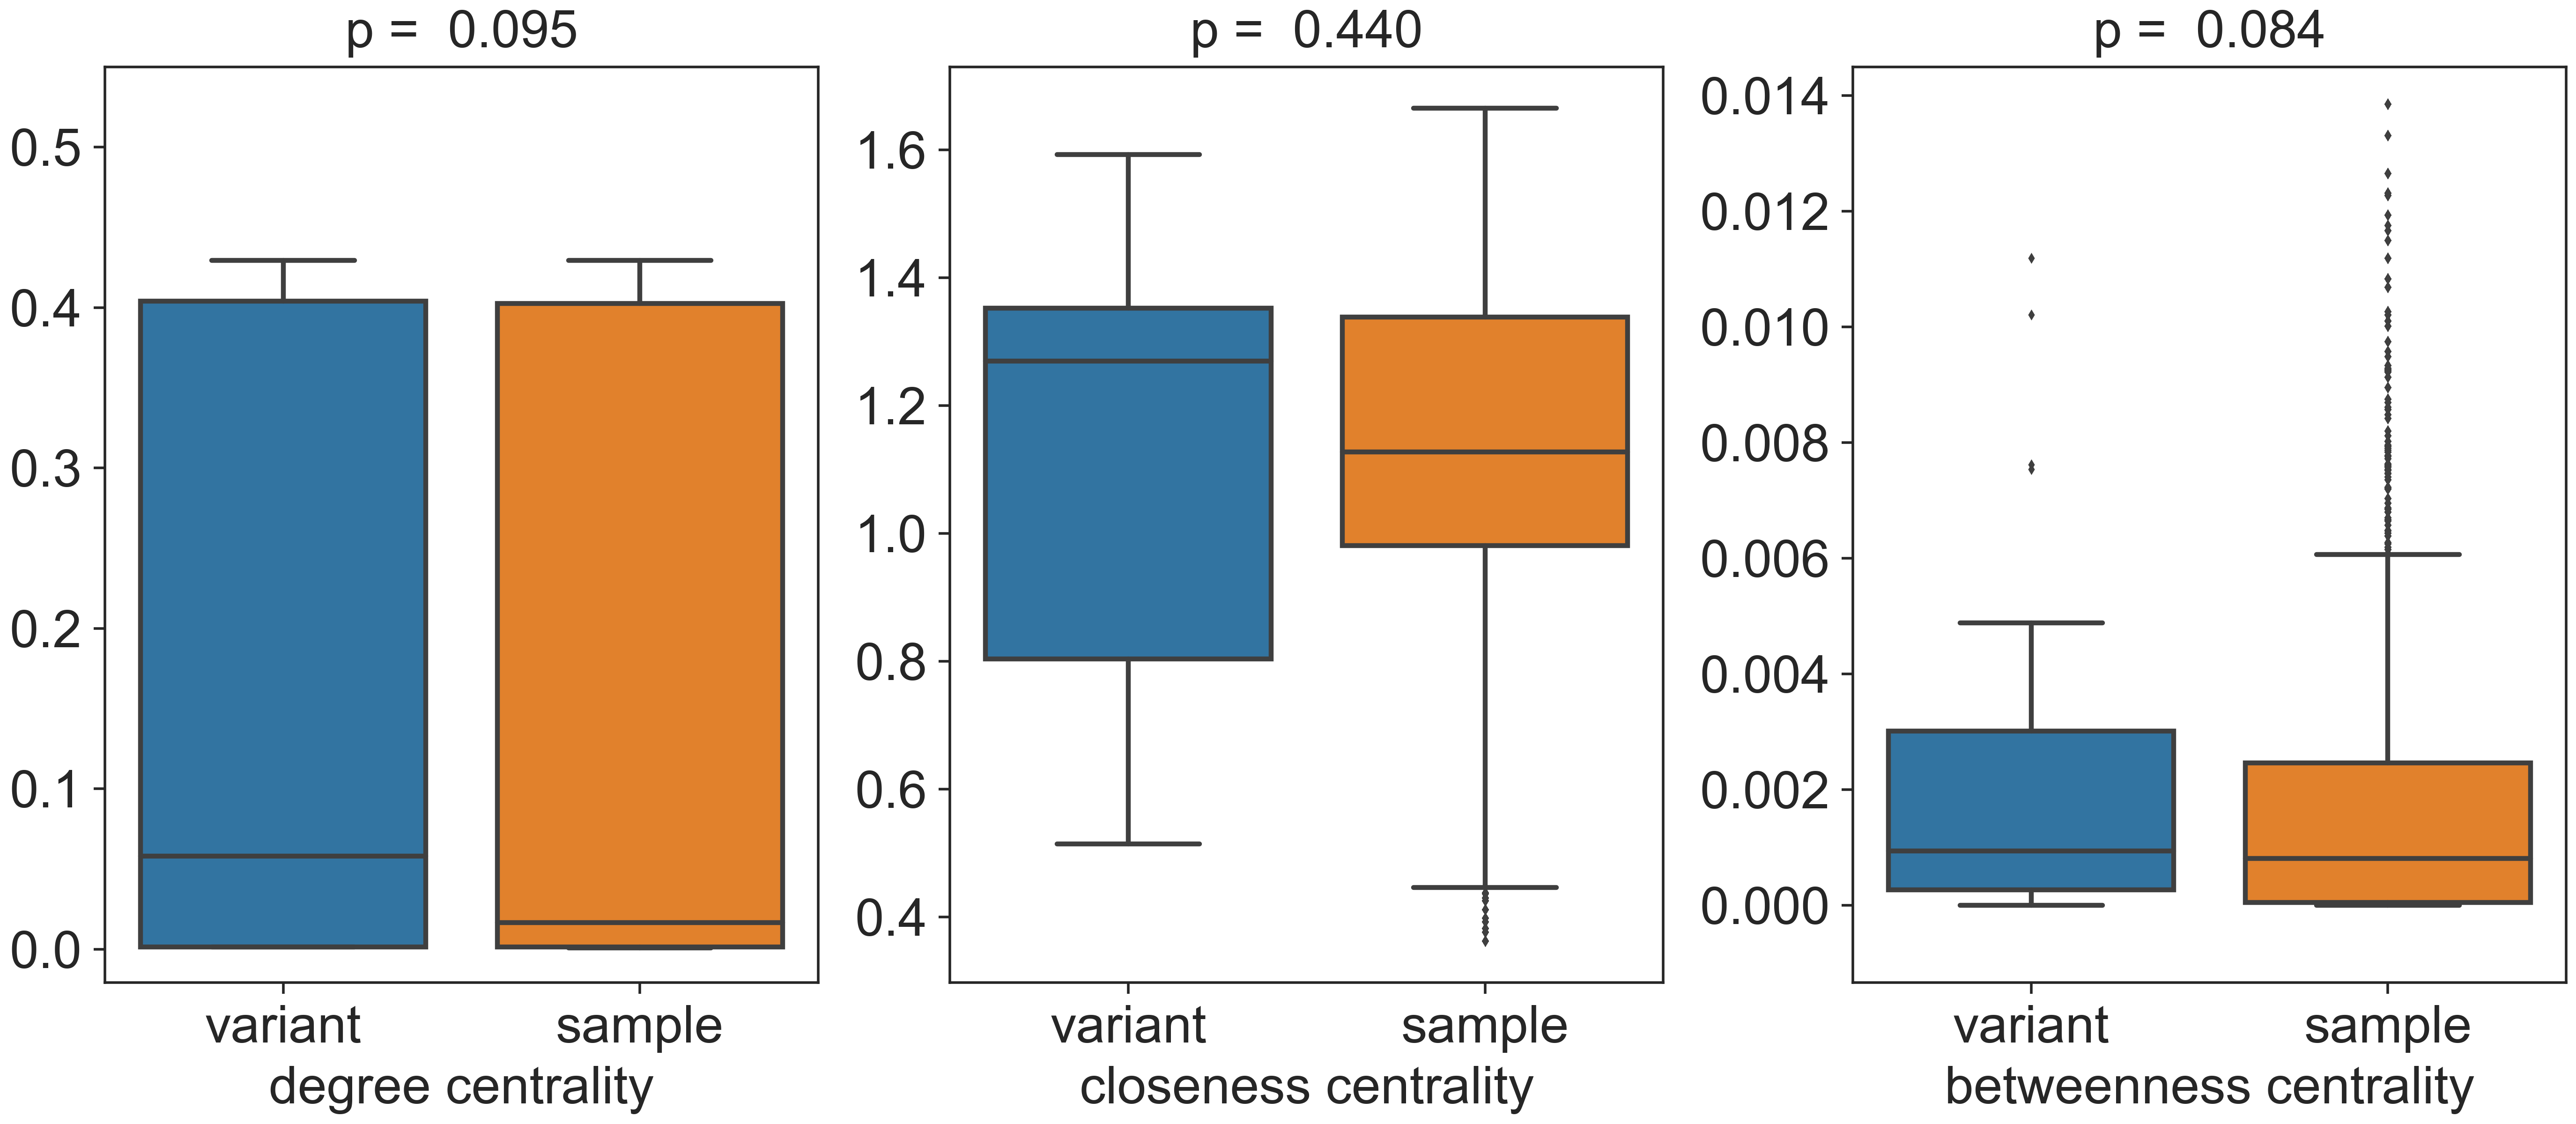 p =  0.095
0.5
0.4
0.3
0.2
0.1
0.0
variant sample
degree centrality
p =  0.440
1.6
1.4
1.2
1.0
0.8
0.6
0.4
variant sample
closeness centrality
p =  0.084
0.014
0.012
0.010
0.008
0.006
0.004
0.002
0.000
variant sample
betweenness centrality